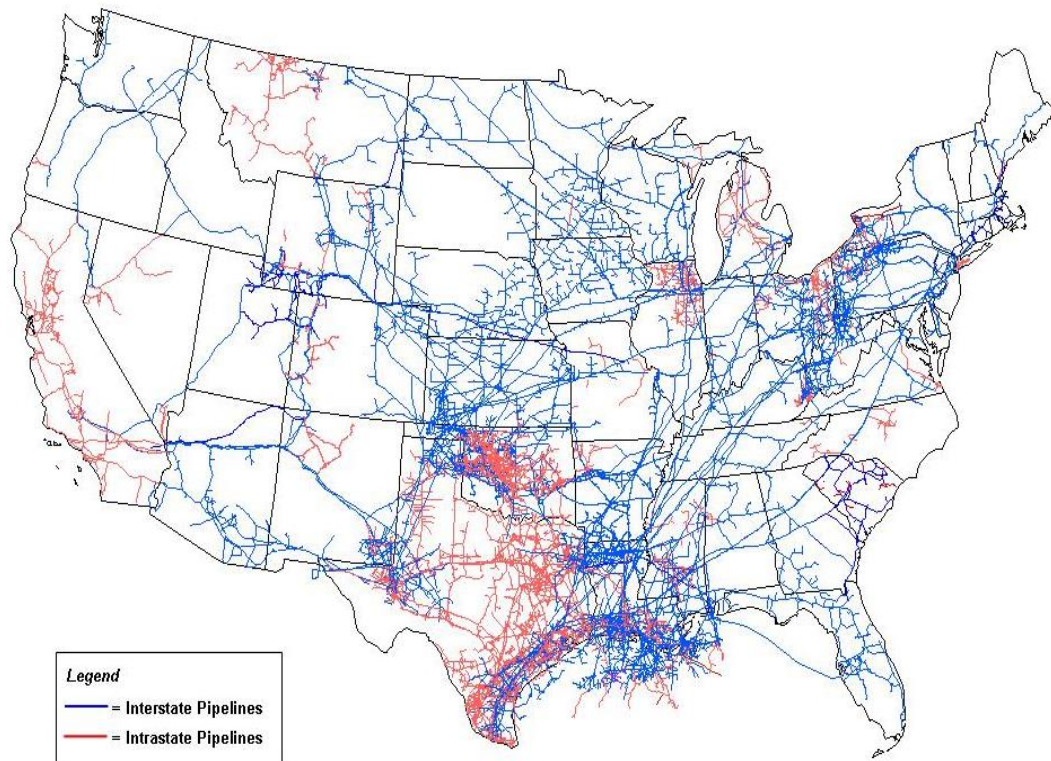 Legend
= Interstate Pipelines
= Intrastate Pipelines